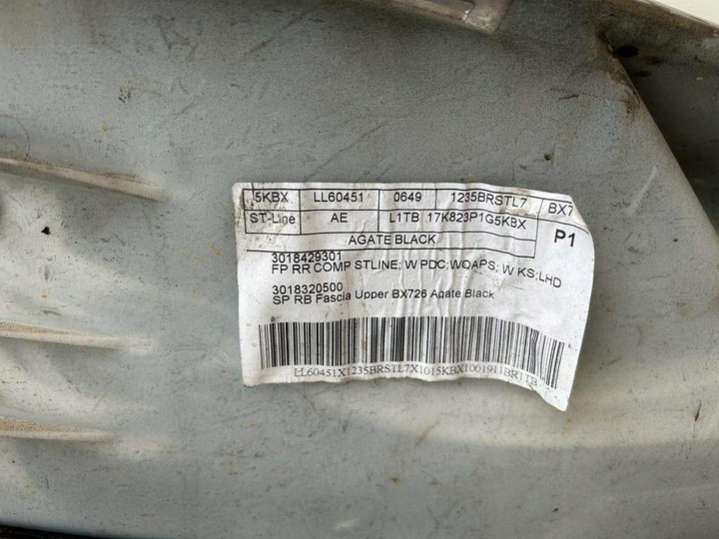 5KBX LL60451 0649 1235BRSTL7 BX7
ST-Line AE L1TB 17K823P1G5KBX P1
AGATE BLACK
3018429301
FP RR COMP STLINE; W PDC;WOAPS; W KS;LHD
3018320500
SP RB Fascia Upper BX726 Agate Black
LL60451X1235BRSTL7X1015KBX1001911BR1TB